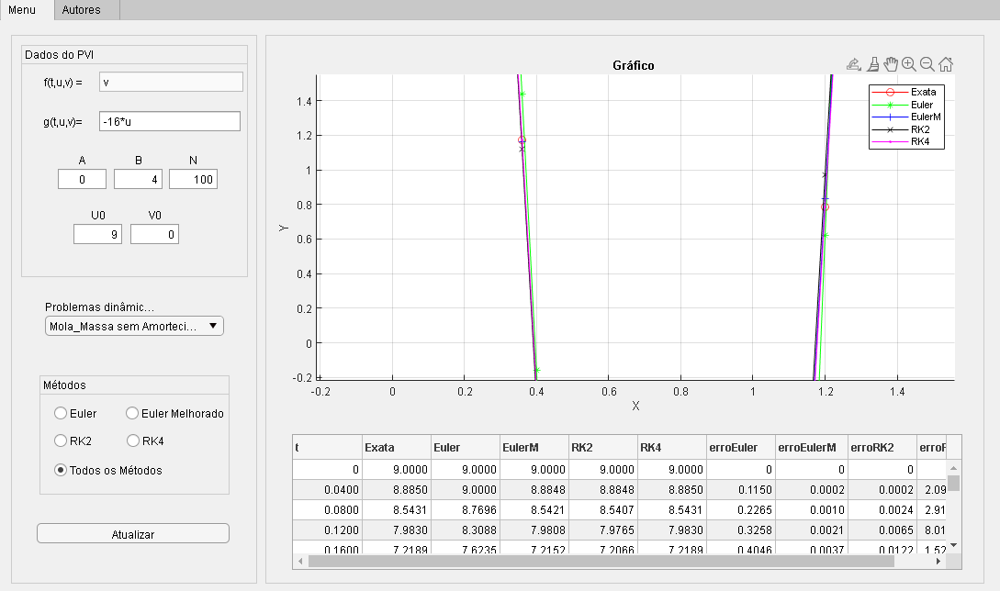 Menu Autores
Dados do PVI
f(t,u,v) = v
g(t,u,v)= -16*u
A B N
0 4 100
U0 V0
9 0
Problemas dinâmic...
Mola_Massa sem Amorteci...
Métodos
Euler Euler Melhorado
RK2 RK4
Todos os Métodos
Atualizar
Gráfico
Exata
Euler
EulerM
RK2
RK4
1.4
1.2
1
0.8
0.6
0.4
0.2
0
-0.2
Y
-0.2 0 0.2 0.4 0.6 0.8 1 1.2 1.4
X
t Exata Euler EulerM RK2 RK4 erroEuler erroEulerM erroRK2
0 9.0000 9.0000 9.0000 9.0000 9.0000 0 0 0
0.0400 8.8850 9.0000 8.8848 8.8848 8.8850 0.1150 0.0002 0.0002 2.09
0.0800 8.5431 8.7696 8.5421 8.5407 8.5431 0.2265 0.0010 0.0024 2.91
0.1200 7.9830 8.3088 7.9808 7.9765 7.9830 0.3258 0.0021 0.0065 8.01
0.1600 7.2189 7.6235 7.2152 7.2066 7.2189 0.4046 0.0037 0.0122 1.52